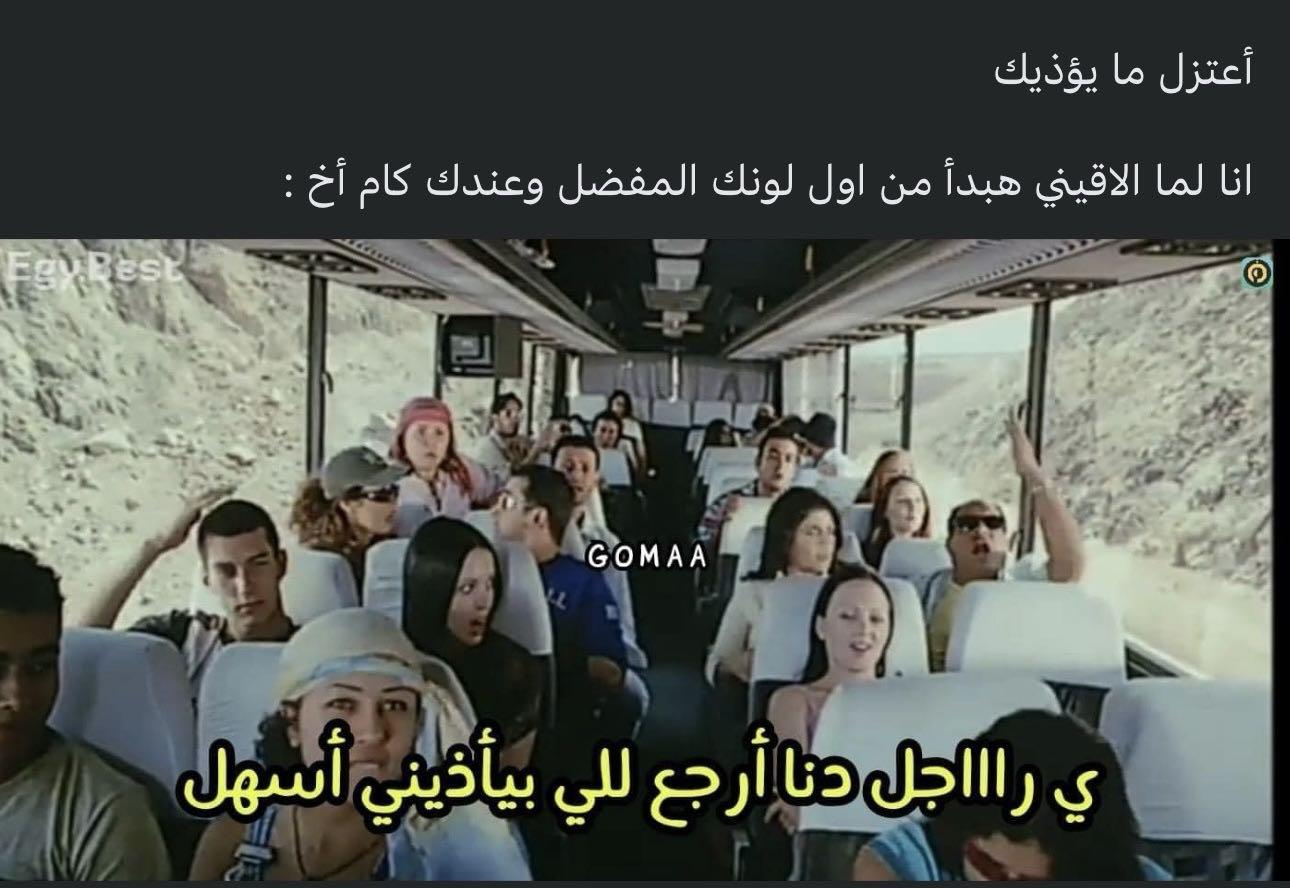 أعتزل ما يؤذيك
انا لما الاقيني هبدأ من اول لونك المفضل وعندك كام أخ :
EgyBest
GOMAA
ي رااااجل دنا أرجع للي بيأذيني أسهل